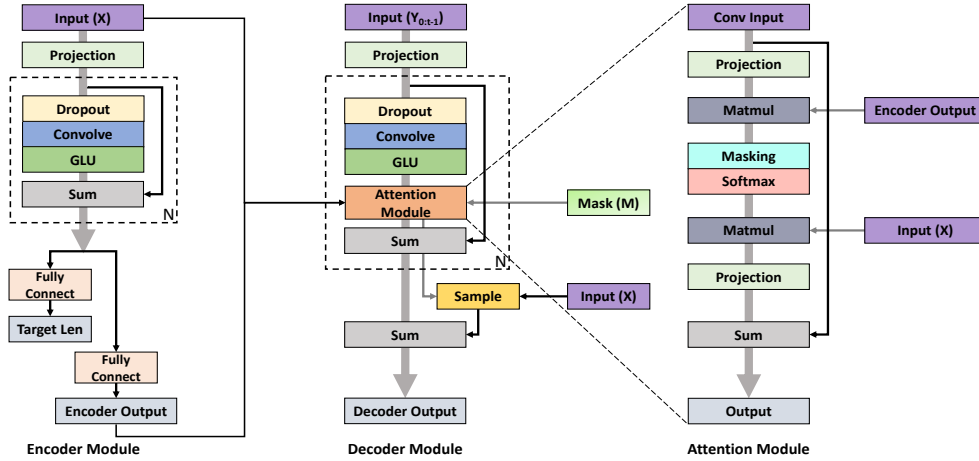 Input (X)
Projection
Dropout
Convolve
GLU
Sum
N
Fully
Connect
Target Len
Fully
Connect
Encoder Output
Encoder Module
Input (Y0:t-1)
Projection
Dropout
Convolve
GLU
Attention
Module
Mask (M)
Sum
N
Sample
Input (X)
Sum
Decoder Output
Decoder Module
Conv Input
Projection
Matmul
Encoder Output
Masking
Softmax
Matmul
Input (X)
Projection
Sum
Output
Attention Module